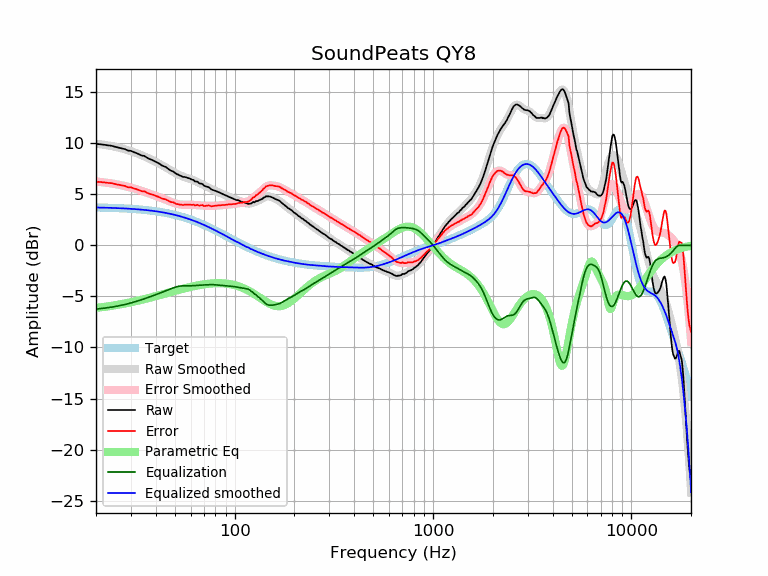 SoundPeats QY8
Amplitude (dBr)
15
10
5
0
−5
−10
−15
−20
−25
Target
Raw Smoothed
Error Smoothed
Raw
Error
Parametric Eq
Equalization
Equalized smoothed
100
1000
10000
Frequency (Hz)